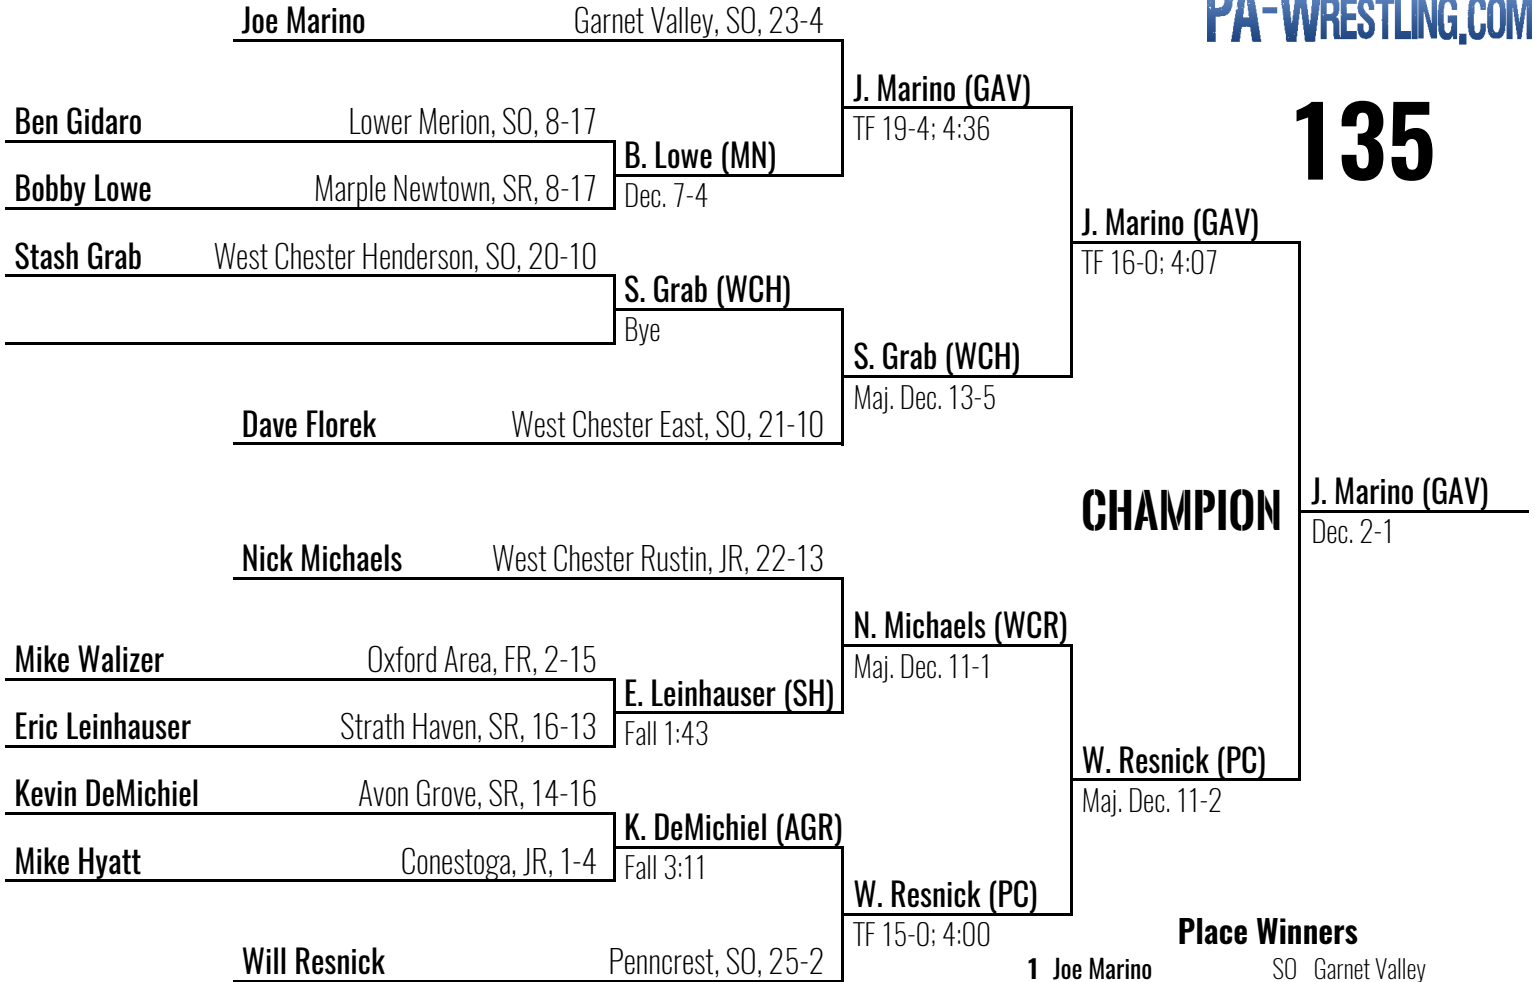 PA-WRESTLING.COM
135
Joe Marino Garnet Valley, SO, 23-4
J. Marino (GAV)
TF 19-4; 4:36
Ben Gidaro Lower Merion, SO, 8-17
B. Lowe (MN)
Dec. 7-4
Bobby Lowe Marple Newtown, SR, 8-17
J. Marino (GAV)
TF 16-0; 4:07
Stash Grab West Chester Henderson, SO, 20-10
S. Grab (WCH)
Bye
S. Grab (WCH)
Maj. Dec. 13-5
Dave Florek West Chester East, SO, 21-10
CHAMPION
J. Marino (GAV)
Dec. 2-1
Nick Michaels West Chester Rustin, JR, 22-13
N. Michaels (WCR)
Maj. Dec. 11-1
Mike Walizer Oxford Area, FR, 2-15
E. Leinhauser (SH)
Fall 1:43
Eric Leinhauser Strath Haven, SR, 16-13
W. Resnick (PC)
Maj. Dec. 11-2
Kevin DeMichiel Avon Grove, SR, 14-16
K. DeMichiel (AGR)
Fall 3:11
Mike Hyatt Conestoga, JR, 1-4
W. Resnick (PC)
TF 15-0; 4:00
Will Resnick Penncrest, SO, 25-2
Place Winners
1 Joe Marino SO Garnet Valley